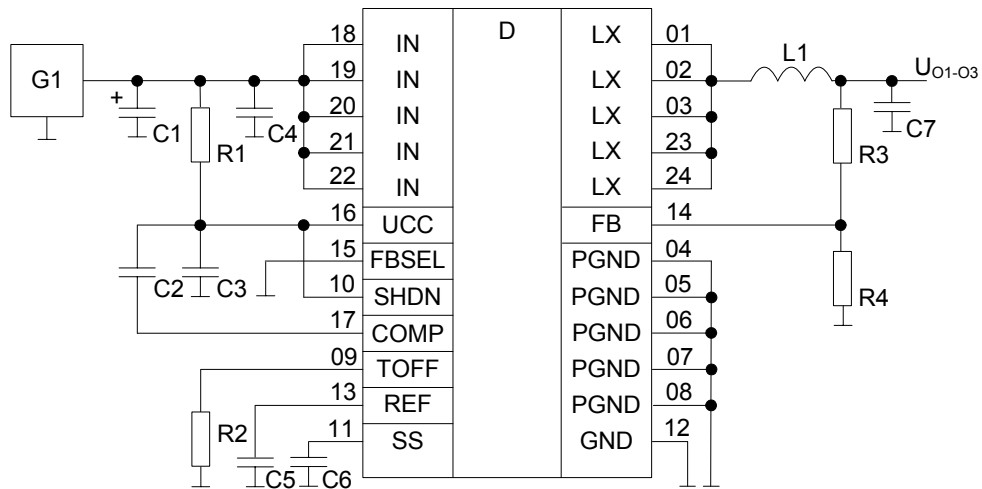 18 IN D LX 01
G1 19 IN LX 02 L1 UO1-O3
+ C1 R1 C4 20 IN LX 03 R3 C7
21 IN LX 23
22 IN LX 24
16 UCC FB 14
C2 C3 15 FBSEL PGND 04 R4
10 SHDN PGND 05
17 COMP PGND 06
09 TOFF PGND 07
R2 13 REF PGND 08
C5 C6 11 SS GND 12